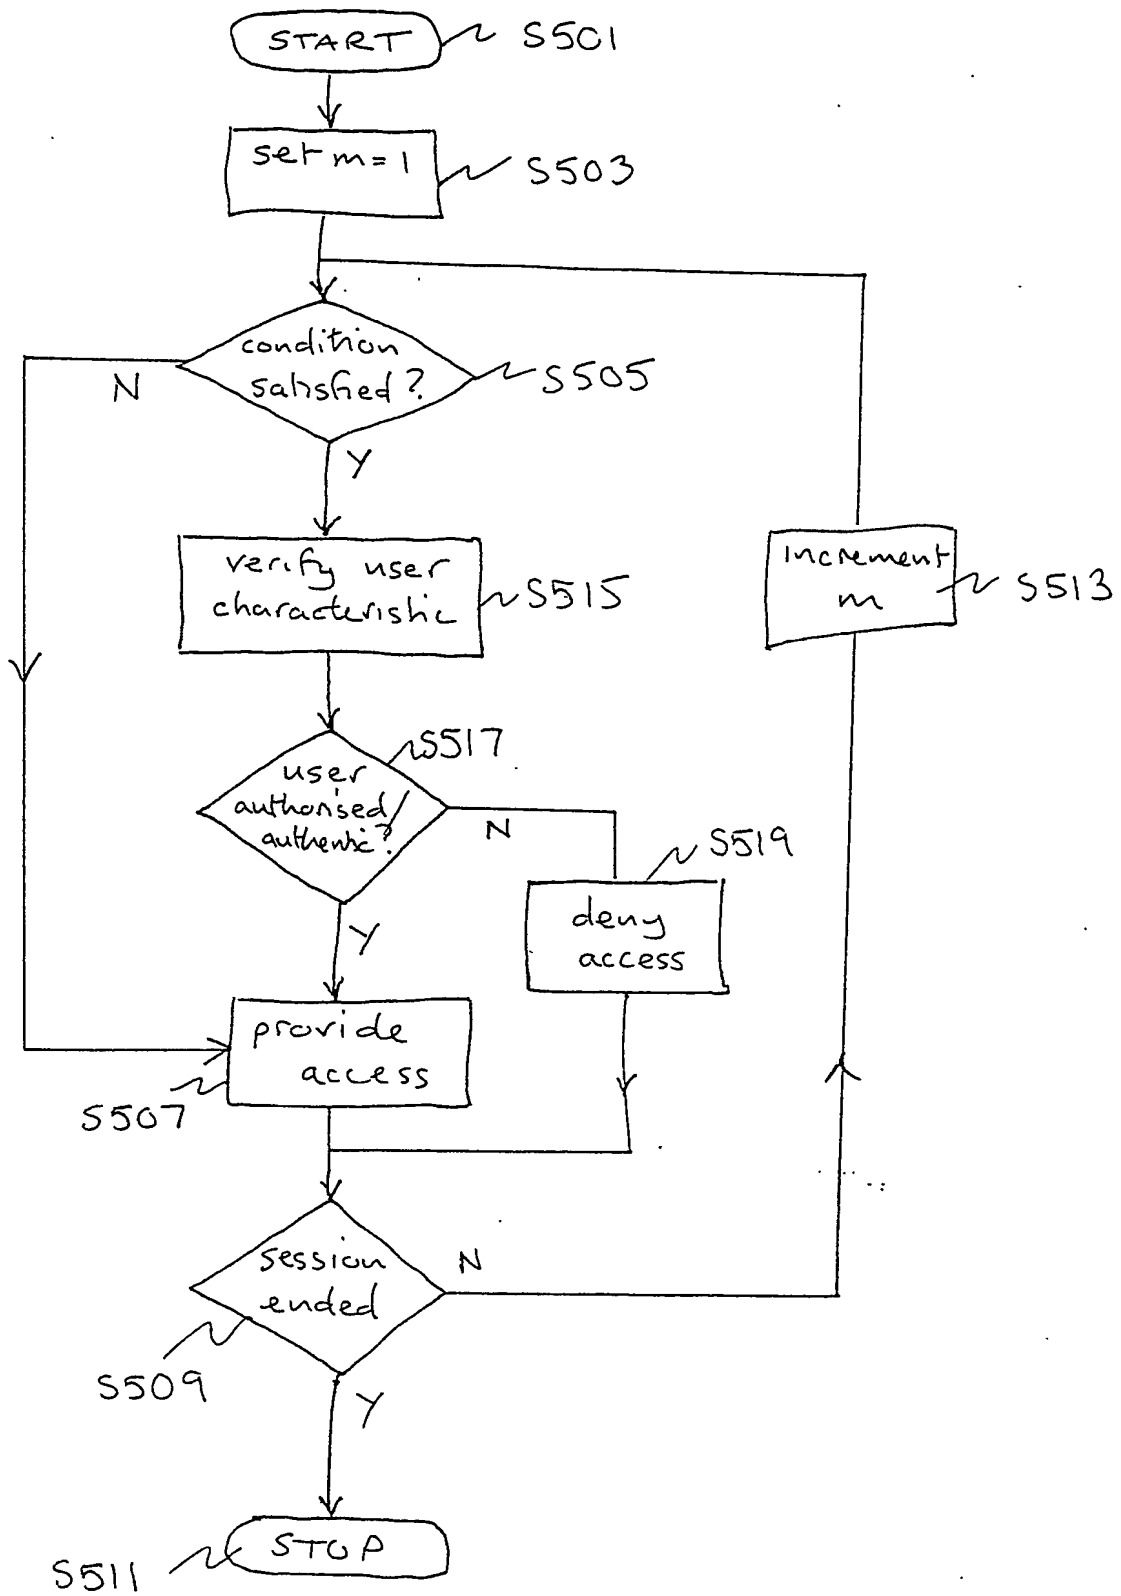 START S501
set m = 1
S503
condition
satisfied?
S505
N
Y
verify user
characteristic
S515
increment
m
S513
S517
user
authorised/
authentic?
N
S519
deny
access
Y
provide
access
S507
session
ended
N
S509
Y
STOP
S511